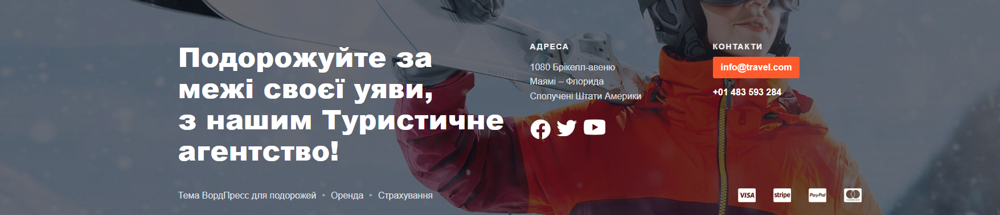 Подорожуйте за
межі своєї уяви,
з нашим Туристичне
агентство!
АДРЕСА
1080 Брікелл-авеню
Маямі – Флорида
Сполучені Штати Америки
КОНТАКТИ
info@travel.com
+01 483 593 284
Тема ВордПресс для подорожей • Оренда • Страхування
VISA stripe PayPal mastercard